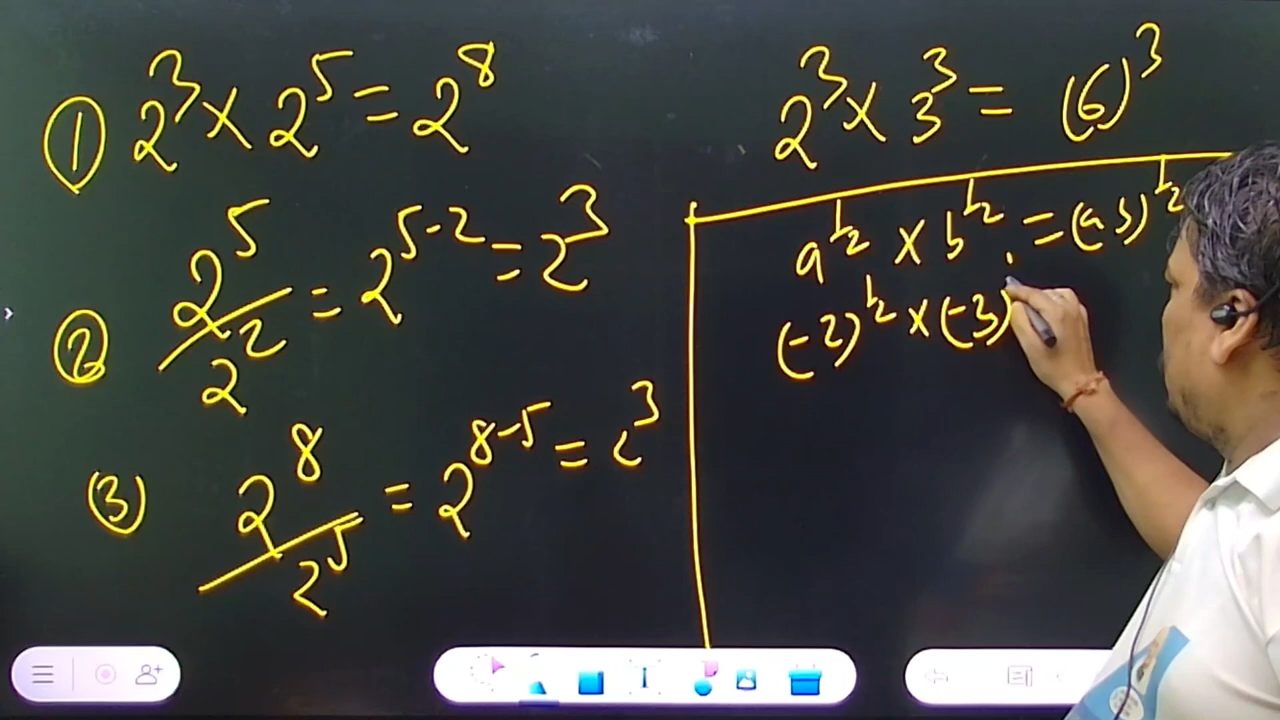 ① 2³ × 2⁵ = 2⁸
② 2⁵/2² = 2⁵⁻² = 2³
③ 2⁸/2⁵ = 2⁸⁻⁵ = 2³
2³ × 3³ = (6)³
a^½ × b^½ = (ab)^½
(-2)^½ × (-3)